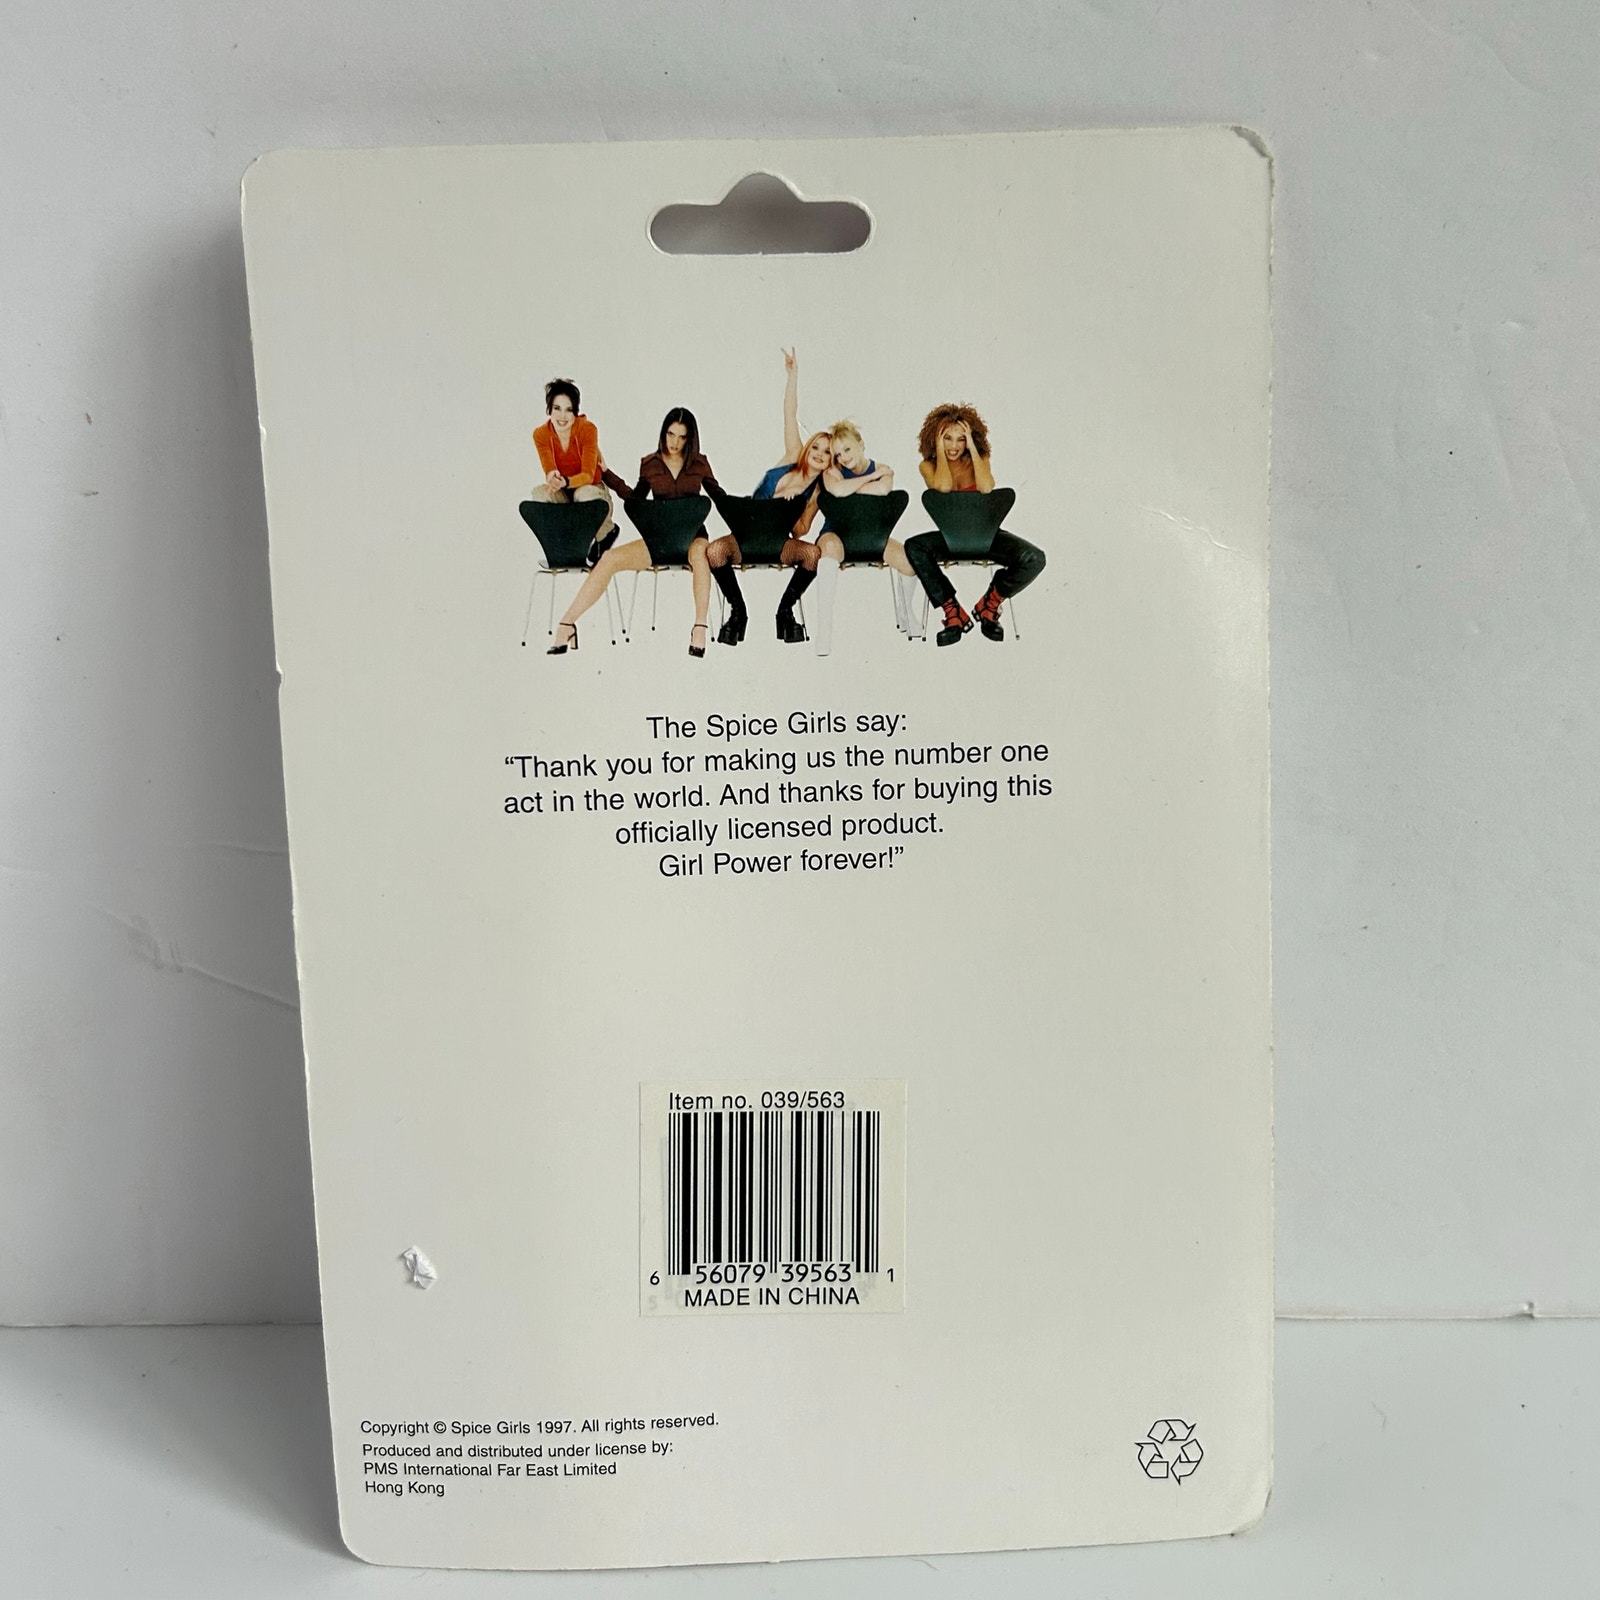 The Spice Girls say:
“Thank you for making us the number one
act in the world. And thanks for buying this
officially licensed product.
Girl Power forever!”
Item no. 039/563
6 56079 39563 1
MADE IN CHINA
Copyright © Spice Girls 1997. All rights reserved.
Produced and distributed under license by:
PMS International Far East Limited
Hong Kong